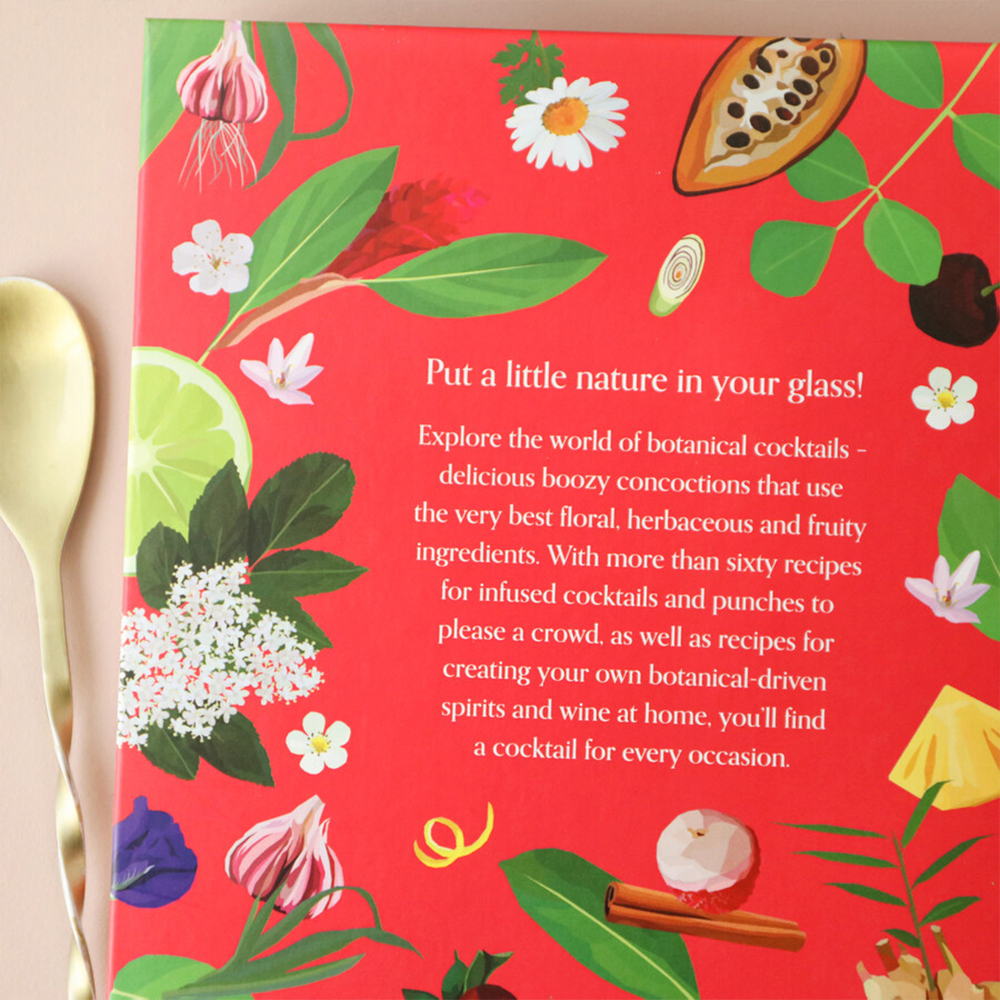 Put a little nature in your glass!
Explore the world of botanical cocktails –
delicious boozy concoctions that use
the very best floral, herbaceous and fruity
ingredients. With more than sixty recipes
for infused cocktails and punches to
please a crowd, as well as recipes for
creating your own botanical-driven
spirits and wine at home, you'll find
a cocktail for every occasion.